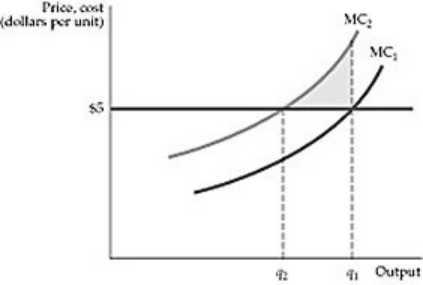 Price, cost
(dollars per unit)
MC₂
MC₁
$5
q₂
q₁
Output